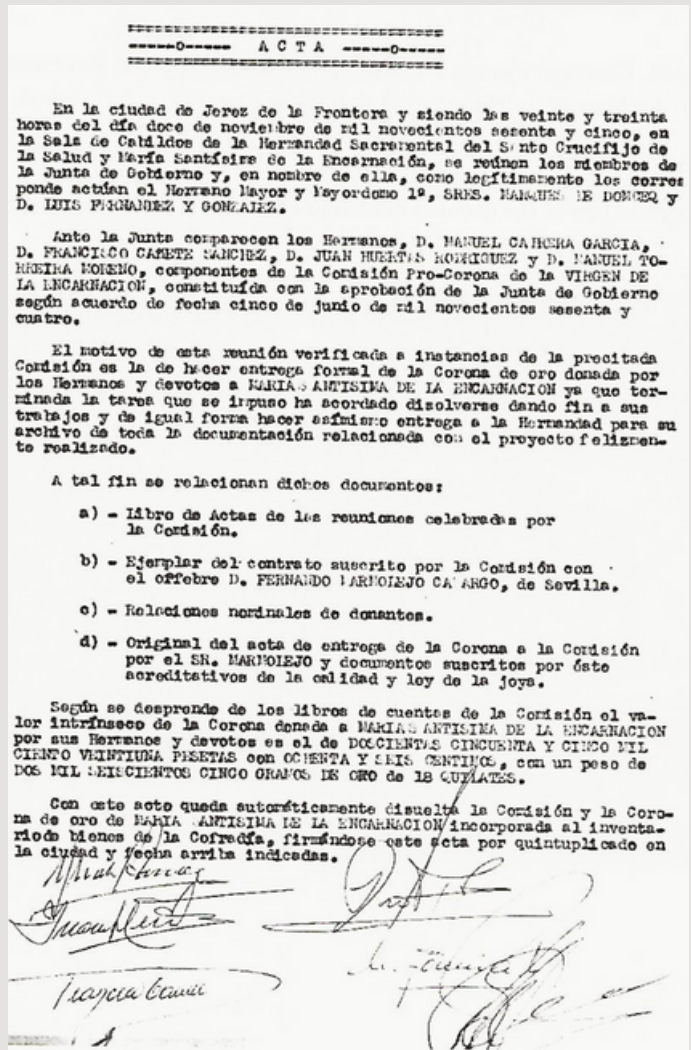 -----o----- A C T A -----o-----
En la ciudad de Jerez de la Frontera y siendo las veinte y treinta
horas del día doce de noviembre de mil novecientos sesenta y cinco, en
la Sala de Cabildos de la Hermandad Sacramental del Santo Crucifijo de
la Salud y María Santísima de la Encarnación, se reúnen los miembros de
la Junta de Gobierno y, en nombre de ella, como legítimamente los corres
ponde actúan el Hermano Mayor y Mayordomo 1º, SRES. MARQUES DE DOMECQ y
D. LUIS FERNANDEZ Y GONZALEZ.
Ante la Junta comparecen los Hermanos, D. MANUEL CABRERA GARCIA,
D. FRANCISCO CAÑETE SANCHEZ, D. JUAN HUERTAS RODRIGUEZ y D. MANUEL TO-
RREIRA MORENO, componentes de la Comisión Pro-Corona de la VIRGEN DE
LA ENCARNACION, constituída con la aprobación de la Junta de Gobierno
según acuerdo de fecha cinco de junio de mil novecientos sesenta y
cuatro.
El motivo de esta reunión verificada a instancias de la precitada
Comisión es la de hacer entrega formal de la Corona de oro donada por
los Hermanos y devotos a MARIA SANTISIMA DE LA ENCARNACION ya que ter-
minada la tarea que se impuso ha acordado disolverse dando fin a sus
trabajos y de igual forma hacer asímismo entrega a la Hermandad para su
archivo de toda la documentación relacionada con el proyecto felizmen-
te realizado.
A tal fin se relacionan dichos documentos:
a) - Libro de Actas de las reuniones celebradas por
la Comisión.
b) - Ejemplar del contrato suscrito por la Comisión con
el offebre D. FERNANDO MARMOLEJO CAMARGO, de Sevilla.
c) - Relaciones nominales de donantes.
d) - Original del acta de entrega de la Corona a la Comisión
por el SR. MARMOLEJO y documentos suscritos por éste
acreditativos de la calidad y ley de la joya.
Según se desprende de los libros de cuentas de la Comisión el va-
lor intrínseco de la Corona donada a MARIA SANTISIMA DE LA ENCARNACION
por sus Hermanos y devotos es el de DOSCIENTAS CINCUENTA Y CINCO MIL
CIENTO VEINTIUNA PESETAS con OCHENTA Y SEIS CENTIMOS, con un peso de
DOS MIL SEISCIENTOS CINCO GRAMOS DE ORO de 18 QUILATES.
Con este acto queda automáticamente disuelta la Comisión y la Coro-
na de oro de MARIA SANTISIMA DE LA ENCARNACION incorporada al inventa-
rio de bienes de la Cofradía, firmándose este acta por quintuplicado en
la ciudad y fecha arriba indicadas.